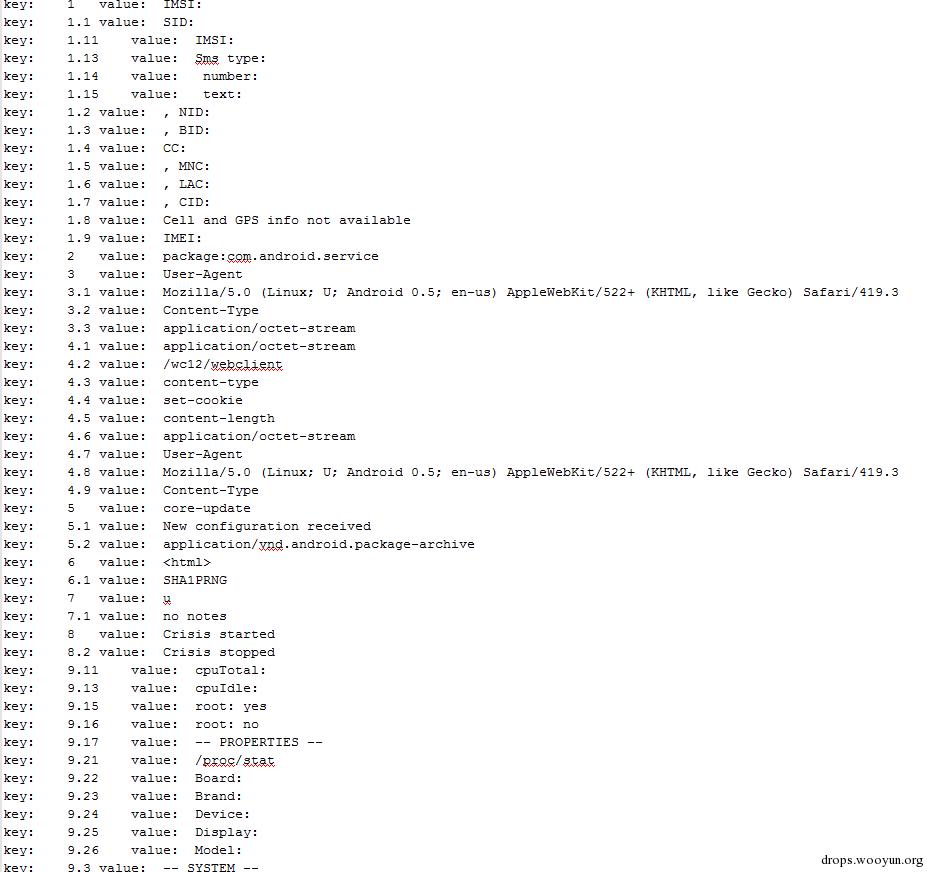 key:    1   value:  IMSI:
key:    1.1 value:  SID:
key:    1.11    value:  IMSI:
key:    1.13    value:  Sms type:
key:    1.14    value:   number:
key:    1.15    value:   text:
key:    1.2 value:  , NID:
key:    1.3 value:  , BID:
key:    1.4 value:  CC:
key:    1.5 value:  , MNC:
key:    1.6 value:  , LAC:
key:    1.7 value:  , CID:
key:    1.8 value:  Cell and GPS info not available
key:    1.9 value:  IMEI:
key:    2   value:  package:com.android.service
key:    3   value:  User-Agent
key:    3.1 value:  Mozilla/5.0 (Linux; U; Android 0.5; en-us) AppleWebKit/522+ (KHTML, like Gecko) Safari/419.3
key:    3.2 value:  Content-Type
key:    3.3 value:  application/octet-stream
key:    4.1 value:  application/octet-stream
key:    4.2 value:  /wc12/webclient
key:    4.3 value:  content-type
key:    4.4 value:  set-cookie
key:    4.5 value:  content-length
key:    4.6 value:  application/octet-stream
key:    4.7 value:  User-Agent
key:    4.8 value:  Mozilla/5.0 (Linux; U; Android 0.5; en-us) AppleWebKit/522+ (KHTML, like Gecko) Safari/419.3
key:    4.9 value:  Content-Type
key:    5   value:  core-update
key:    5.1 value:  New configuration received
key:    5.2 value:  application/vnd.android.package-archive
key:    6   value:  <html>
key:    6.1 value:  SHA1PRNG
key:    7   value:  u
key:    7.1 value:  no notes
key:    8   value:  Crisis started
key:    8.2 value:  Crisis stopped
key:    9.11    value:  cpuTotal:
key:    9.13    value:  cpuIdle:
key:    9.15    value:  root: yes
key:    9.16    value:  root: no
key:    9.17    value:  -- PROPERTIES --
key:    9.21    value:  /proc/stat
key:    9.22    value:  Board:
key:    9.23    value:  Brand:
key:    9.24    value:  Device:
key:    9.25    value:  Display:
key:    9.26    value:  Model:
key:    9.3 value:  -- SYSTEM --
drops.wooyun.org